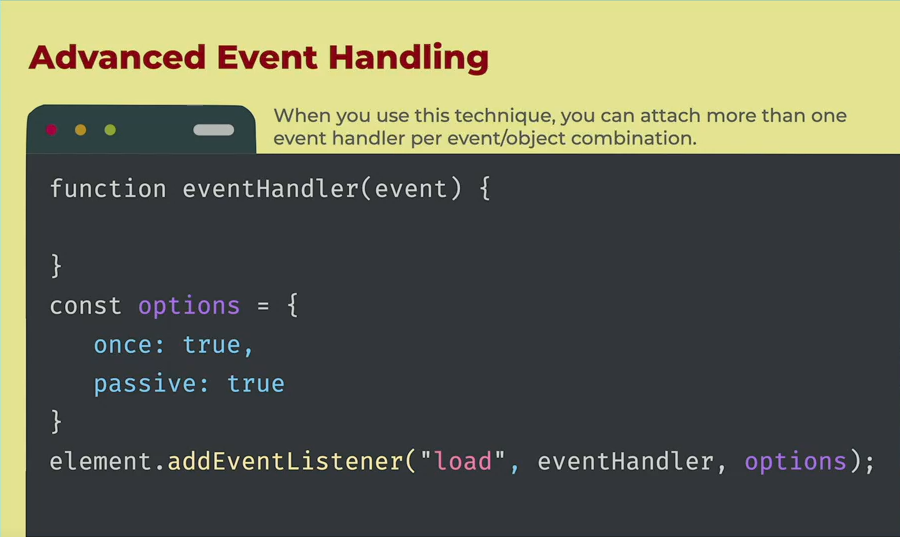 Advanced Event Handling
When you use this technique, you can attach more than one
event handler per event/object combination.
function eventHandler(event) {
}
const options = {
once: true,
passive: true
}
element.addEventListener("load", eventHandler, options);